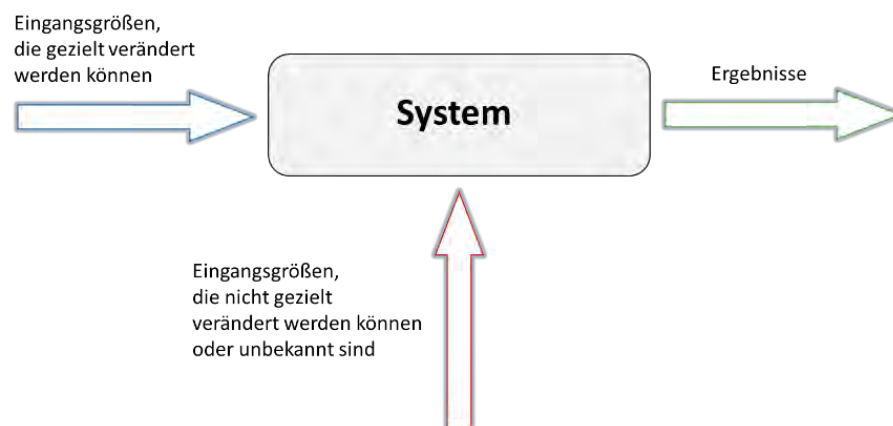 Eingangsgrößen,
die gezielt verändert
werden können
System
Ergebnisse
Eingangsgrößen,
die nicht gezielt
verändert werden können
oder unbekannt sind